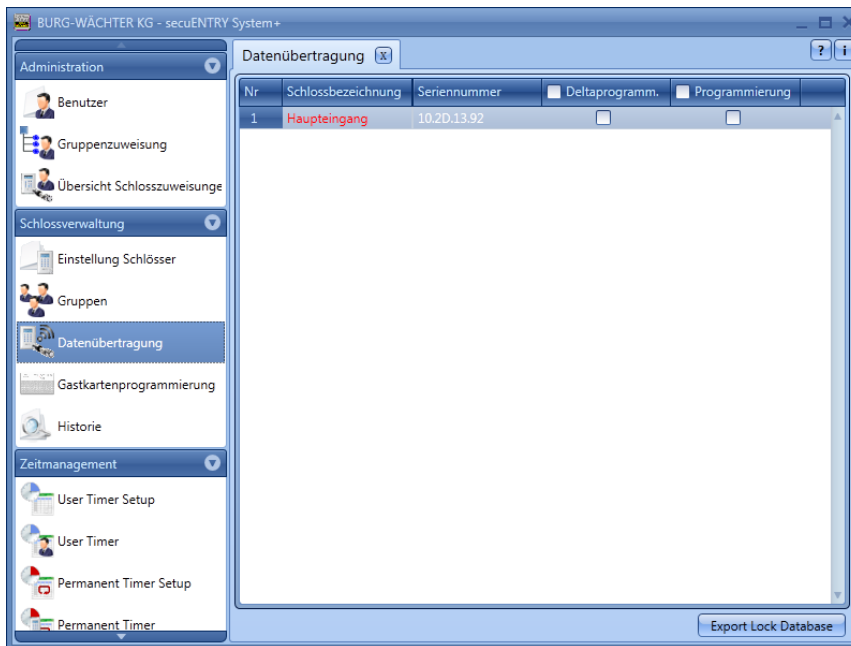 BURG-WÄCHTER KG - secuENTRY System+
Administration
Benutzer
Gruppenzuweisung
Übersicht Schlosszuweisunge
Schlossverwaltung
Einstellung Schlösser
Gruppen
Datenübertragung
Gastkartenprogrammierung
Historie
Zeitmanagement
User Timer Setup
User Timer
Permanent Timer Setup
Permanent Timer
Datenübertragung x
? i
Nr Schlossbezeichnung Seriennummer Deltaprogramm. Programmierung
1 Haupteingang 10.2D.13.92
Export Lock Database